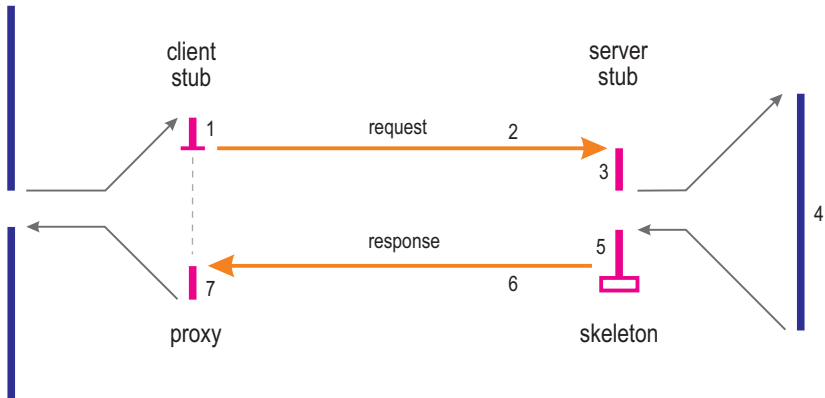 client
stub
server
stub
1
request
2
3
4
response
5
6
7
proxy
skeleton